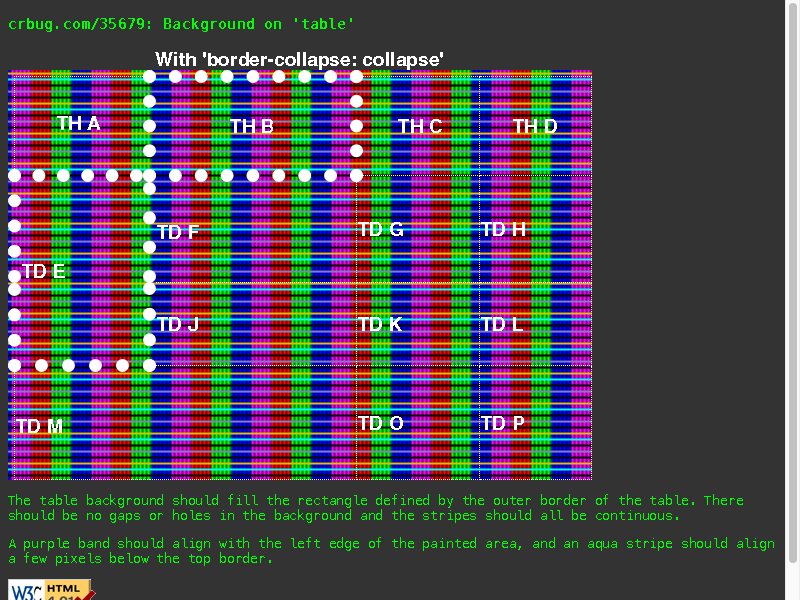 crbug.com/35679: Background on 'table'
With 'border-collapse: collapse'
TH A TH B TH C TH D
TD F TD G TD H
TD E
TD J TD K TD L
TD M TD O TD P
The table background should fill the rectangle defined by the outer border of the table. There
should be no gaps or holes in the background and the stripes should all be continuous.
A purple band should align with the left edge of the painted area, and an aqua stripe should align
a few pixels below the top border.
W3C HTML